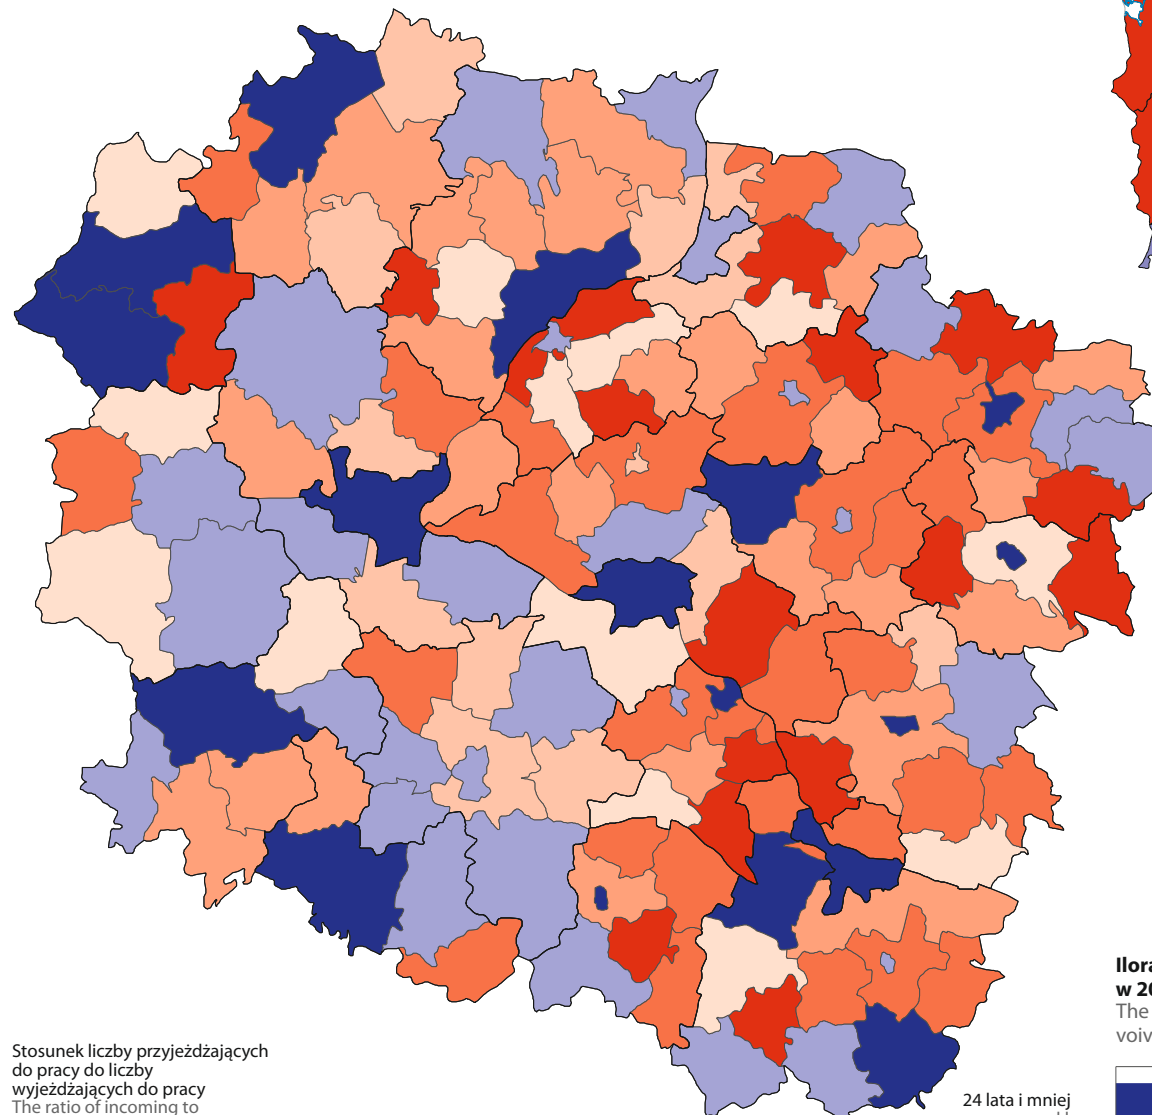 Stosunek liczby przyjeżdżających
do pracy do liczby
wyjeżdżających do pracy
The ratio of incoming to
w 20
The
voiv
24 lata i mniej